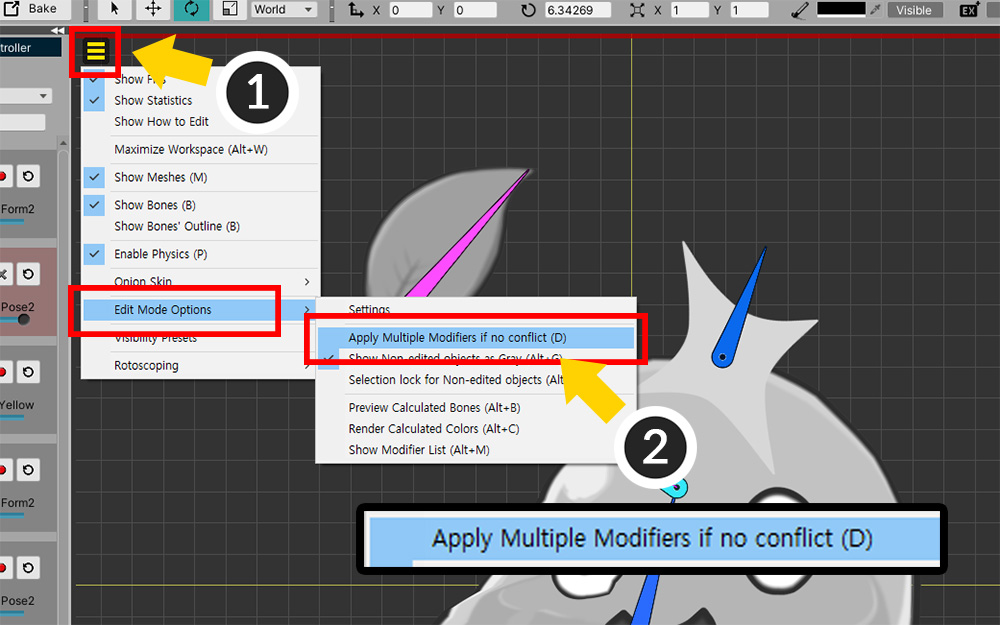 Bake
World
X 0 Y 0
6.34269
X 1 Y 1
Visible
EX
troller
1
Show
Show Statistics
Show How to Edit
Maximize Workspace (Alt+W)
Show Meshes (M)
Show Bones (B)
Show Bones' Outline (B)
Enable Physics (P)
Onion Skin
Edit Mode Options
Visibility Presets
Rotoscoping
Form2
Pose2
Yellow
Form2
Pose2
Settings
Apply Multiple Modifiers if no conflict (D)
Show Non-edited objects as Gray (Alt+G)
Selection lock for Non-edited objects (Alt
Preview Calculated Bones (Alt+B)
Render Calculated Colors (Alt+C)
Show Modifier List (Alt+M)
2
Apply Multiple Modifiers if no conflict (D)